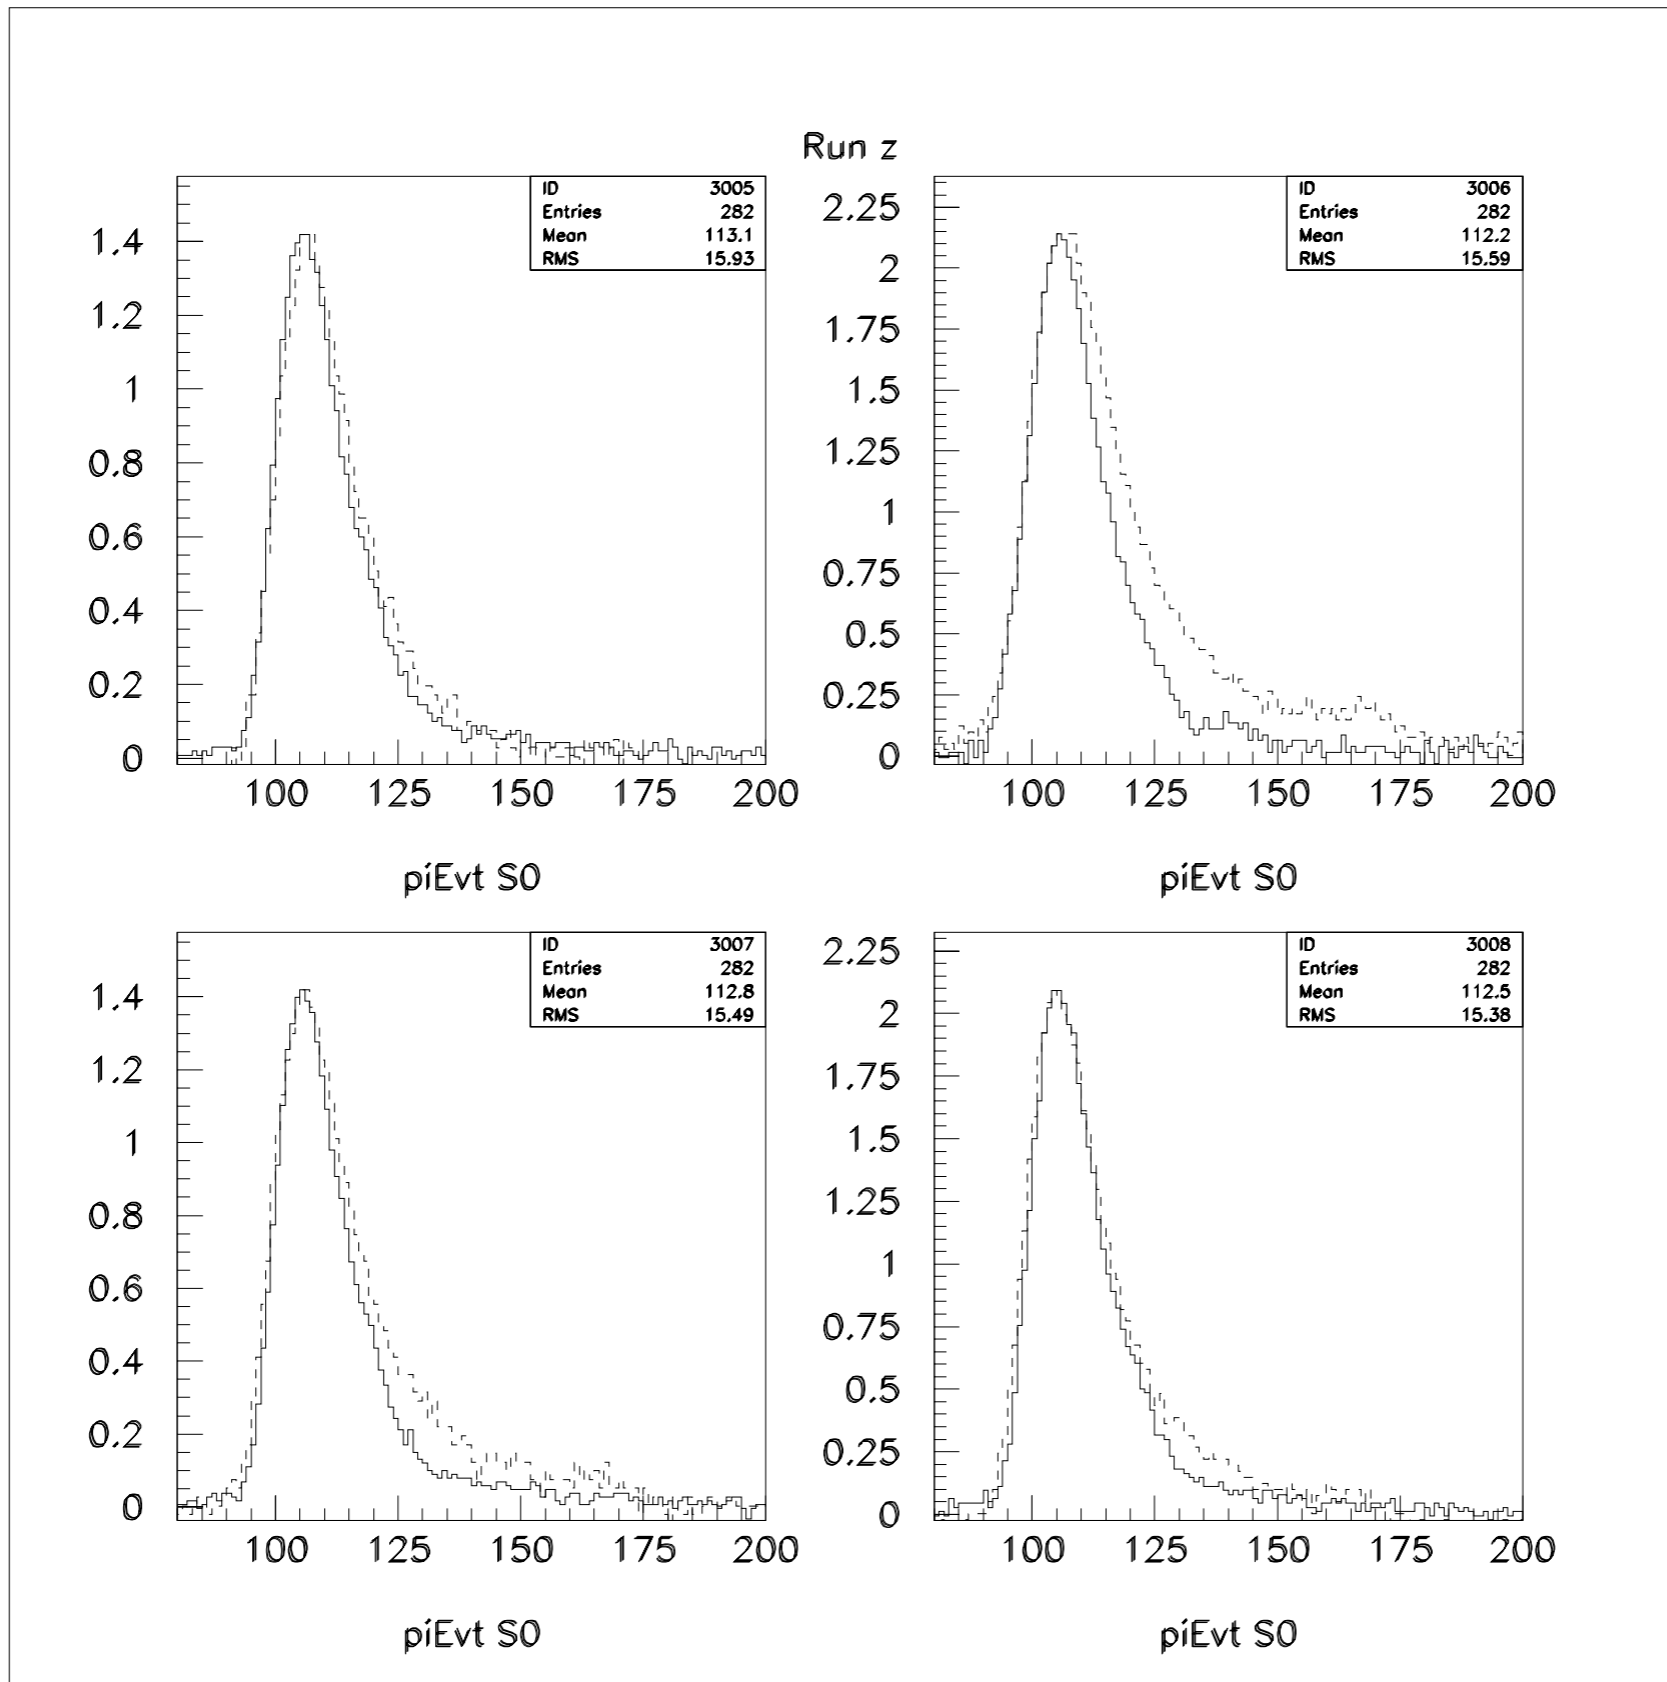 Run z
ID 3005
Entries 282
Mean 113.1
RMS 15.93
1.4
1.2
1
0.8
0.6
0.4
0.2
0
100 125 150 175 200
piEvt S0
ID 3006
Entries 282
Mean 112.2
RMS 15.59
2.25
2
1.75
1.5
1.25
1
0.75
0.5
0.25
0
100 125 150 175 200
piEvt S0
ID 3007
Entries 282
Mean 112.8
RMS 15.49
1.4
1.2
1
0.8
0.6
0.4
0.2
0
100 125 150 175 200
piEvt S0
ID 3008
Entries 282
Mean 112.5
RMS 15.38
2.25
2
1.75
1.5
1.25
1
0.75
0.5
0.25
0
100 125 150 175 200
piEvt S0